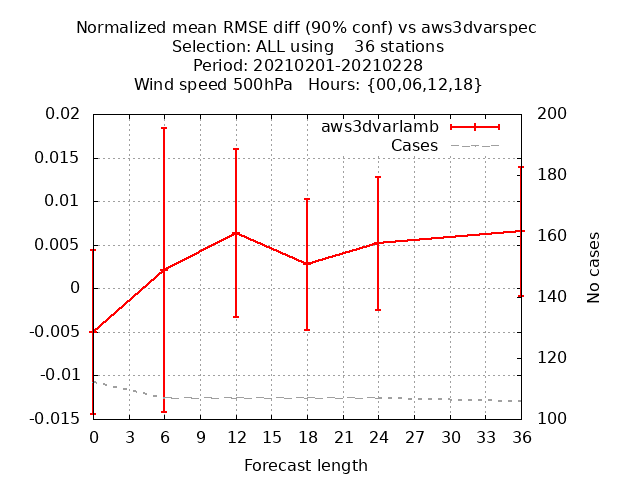 Normalized mean RMSE diff (90% conf) vs aws3dvarspec
Selection: ALL using    36 stations
Period: 20210201-20210228
Wind speed 500hPa   Hours: {00,06,12,18}
aws3dvarlamb
Cases
0.02
0.015
0.01
0.005
0
-0.005
-0.01
-0.015
200
180
160
140
120
100
No cases
0 3 6 9 12 15 18 21 24 27 30 33 36
Forecast length